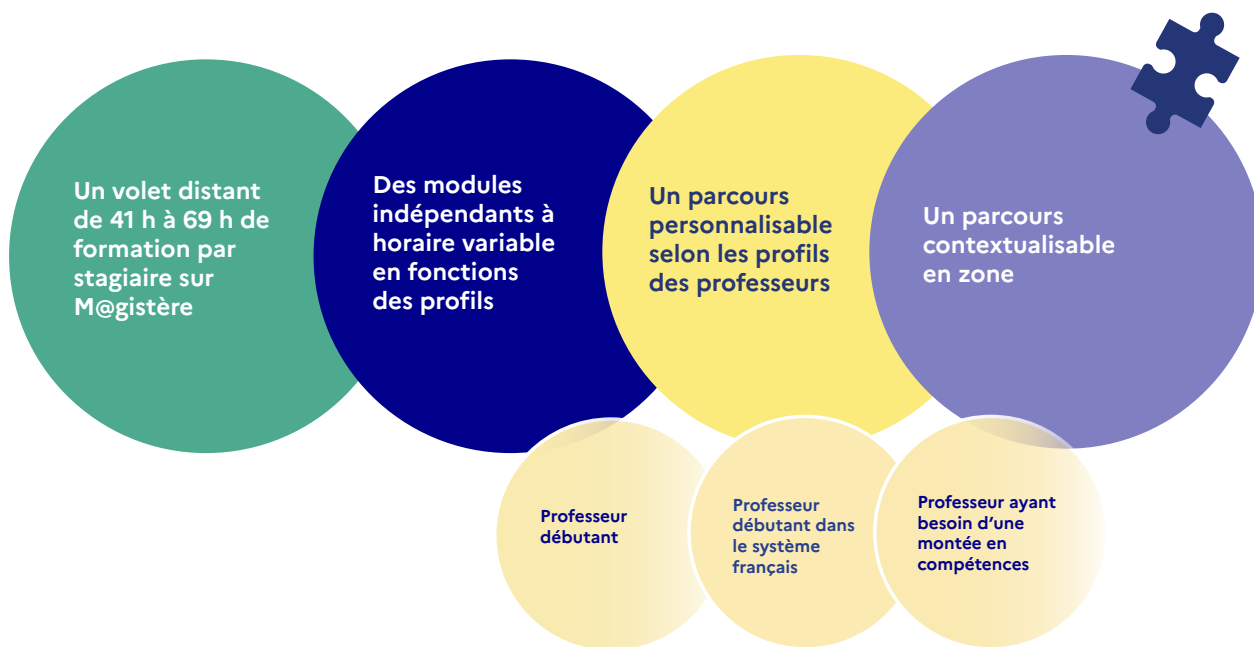 Un volet distant
de 41 h à 69 h de
formation par
stagiaire sur
M@gistère
Des modules
indépendants à
horaire variable
en fonctions
des profils
Un parcours
personnalisable
selon les profils
des professeurs
Un parcours
contextualisable
en zone
Professeur
débutant
Professeur
débutant dans
le système
français
Professeur ayant
besoin d'une
montée en
compétences